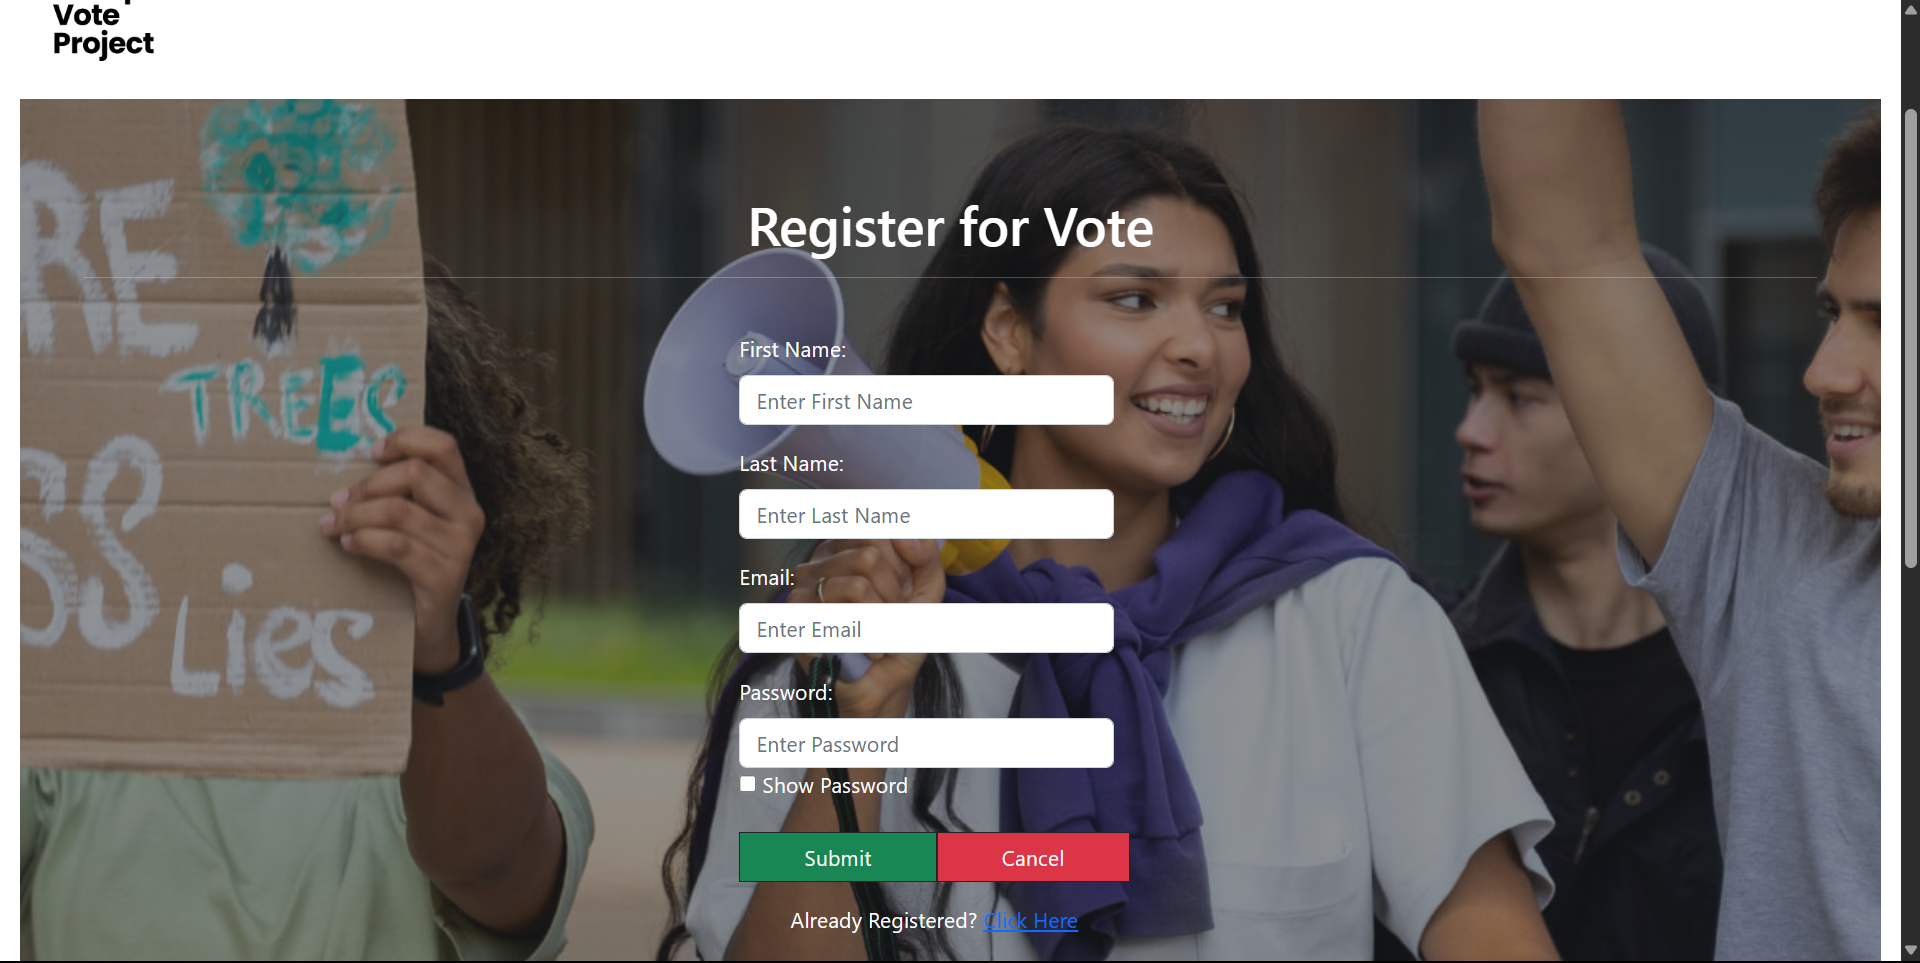 Vote
Project
RE
TREES
SS
Lies
Register for Vote
First Name:
Enter First Name
Last Name:
Enter Last Name
Email:
Enter Email
Password:
Enter Password
Show Password
Submit Cancel
Already Registered? Click Here